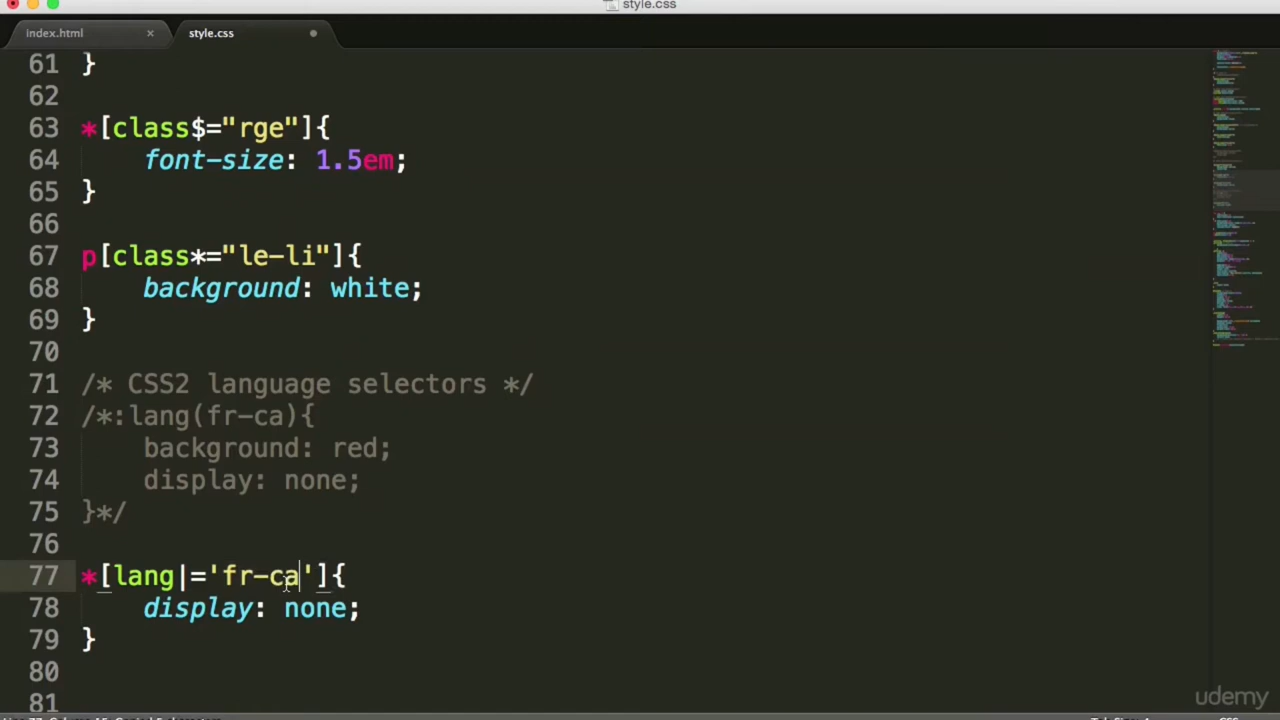 style.css
index.html × style.css
61 }
62
63 *[class$="rge"]{
64 font-size: 1.5em;
65 }
66
67 p[class*="le-li"]{
68 background: white;
69 }
70
71 /* CSS2 language selectors */
72 /*:lang(fr-ca){
73 background: red;
74 display: none;
75 }*/
76
77 *[lang|='fr-ca']{
78 display: none;
79 }
80
81
udemy